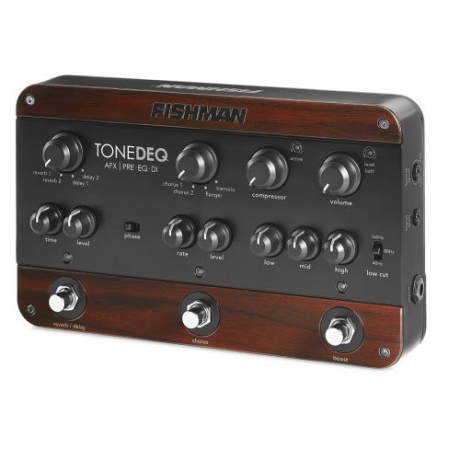 FISHMAN
TONEDEQ
AFX | PRE-EQ-DI
active
level
batt
reverb 1
reverb 2
delay 1
delay 2
chorus 1
chorus 2
flanger
tremolo
compressor
volume
time
level
phase
rate
level
low
mid
high
low cut
reverb / delay
chorus
boost